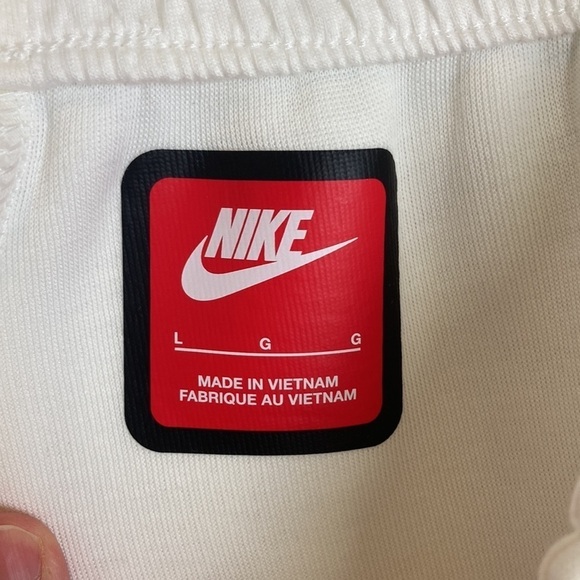 NIKE
L G G
MADE IN VIETNAM
FABRIQUE AU VIETNAM